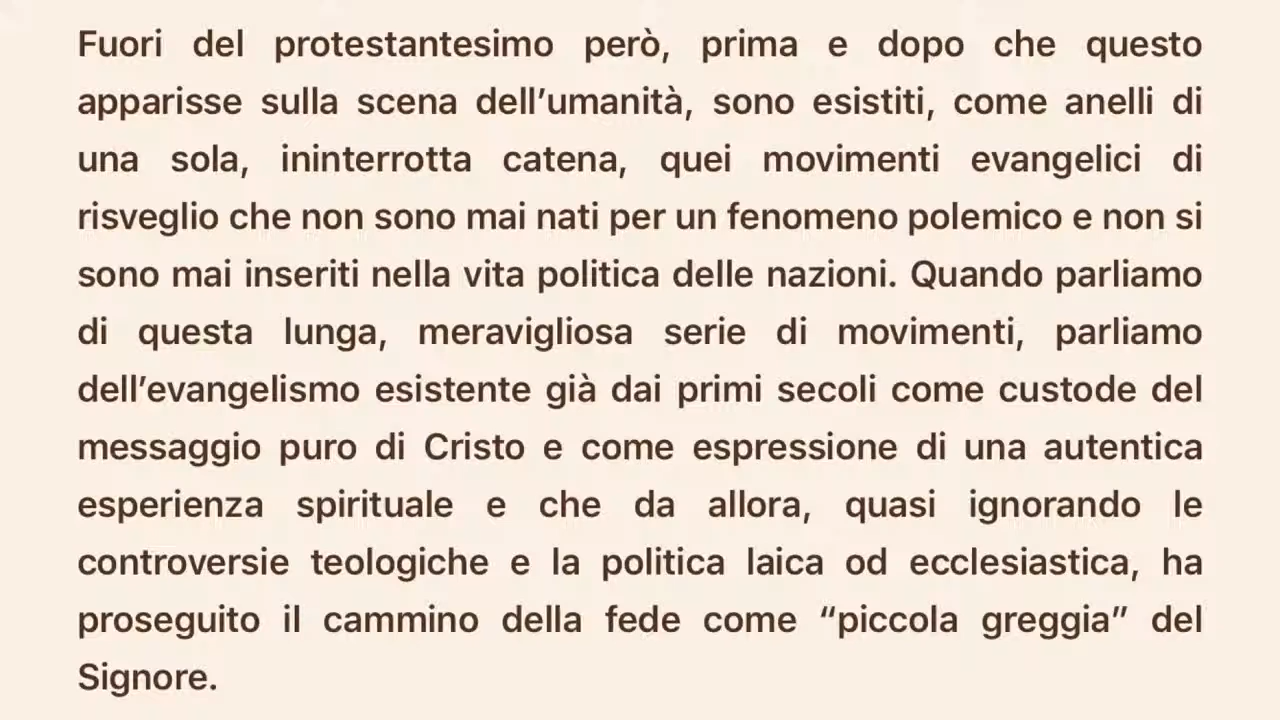 Fuori del protestantesimo però, prima e dopo che questo
apparisse sulla scena dell’umanità, sono esistiti, come anelli di
una sola, ininterrotta catena, quei movimenti evangelici di
risveglio che non sono mai nati per un fenomeno polemico e non si
sono mai inseriti nella vita politica delle nazioni. Quando parliamo
di questa lunga, meravigliosa serie di movimenti, parliamo
dell’evangelismo esistente già dai primi secoli come custode del
messaggio puro di Cristo e come espressione di una autentica
esperienza spirituale e che da allora, quasi ignorando le
controversie teologiche e la politica laica od ecclesiastica, ha
proseguito il cammino della fede come “piccola greggia” del
Signore.